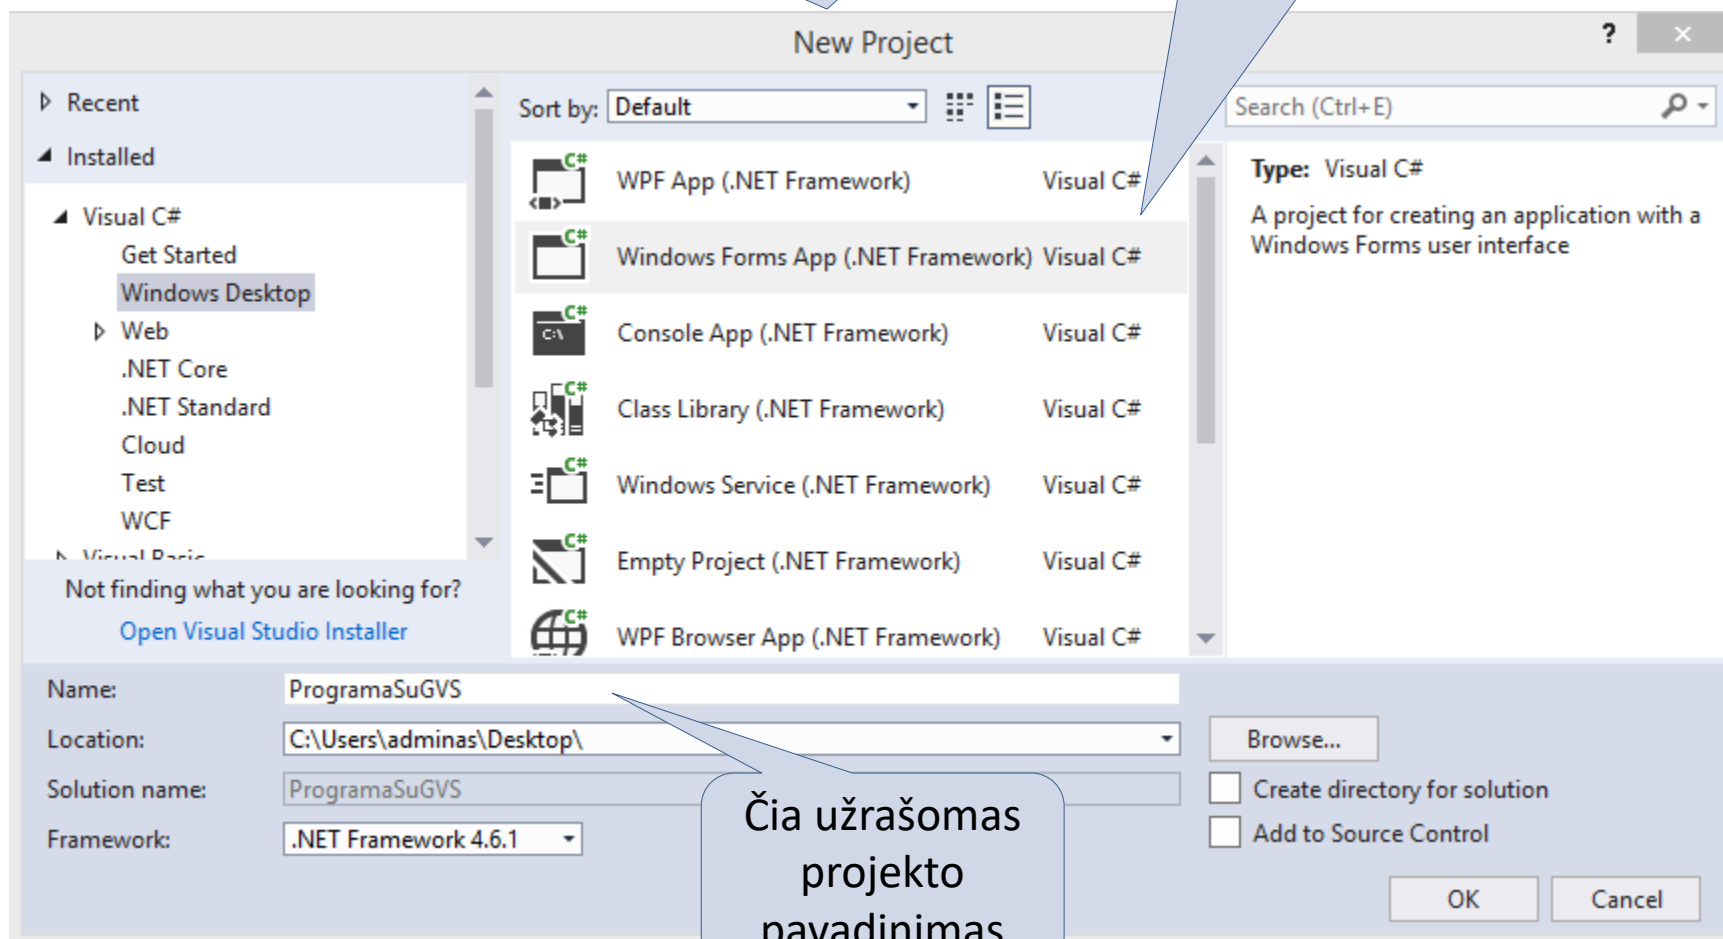 New Project
?
Recent
Installed
Visual C#
Get Started
Windows Desktop
Web
.NET Core
.NET Standard
Cloud
Test
WCF
Visual Basic
Not finding what you are looking for?
Open Visual Studio Installer
Sort by: Default
WPF App (.NET Framework) Visual C#
Windows Forms App (.NET Framework) Visual C#
Console App (.NET Framework) Visual C#
Class Library (.NET Framework) Visual C#
Windows Service (.NET Framework) Visual C#
Empty Project (.NET Framework) Visual C#
WPF Browser App (.NET Framework) Visual C#
Search (Ctrl+E)
Type: Visual C#
A project for creating an application with a
Windows Forms user interface
Name: ProgramaSuGVS
Location: C:\Users\adminas\Desktop\
Browse...
Solution name: ProgramaSuGVS
Create directory for solution
Framework: .NET Framework 4.6.1
Add to Source Control
Čia užrašomas
projekto
pavadinimas
OK
Cancel